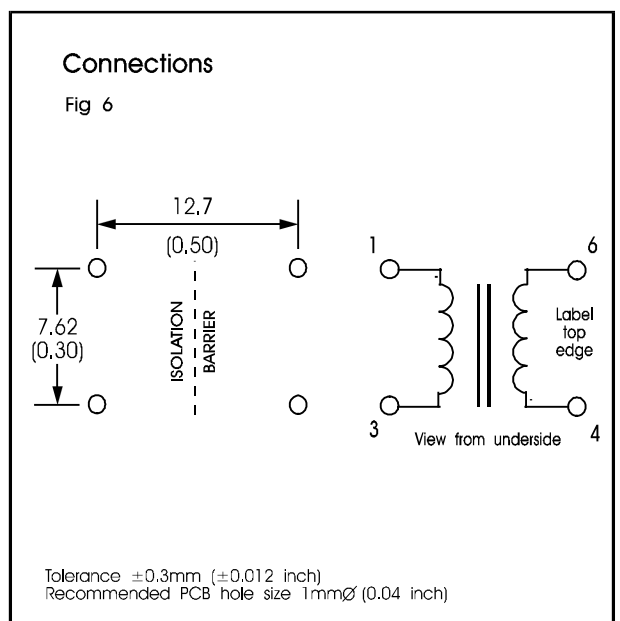 Connections
Fig 6
12.7
(0.50)
7.62
(0.30)
ISOLATION
BARRIER
1
6
3
4
Label
top
edge
View from underside
Tolerance ±0.3mm (±0.012 inch)
Recommended PCB hole size 1mmØ (0.04 inch)